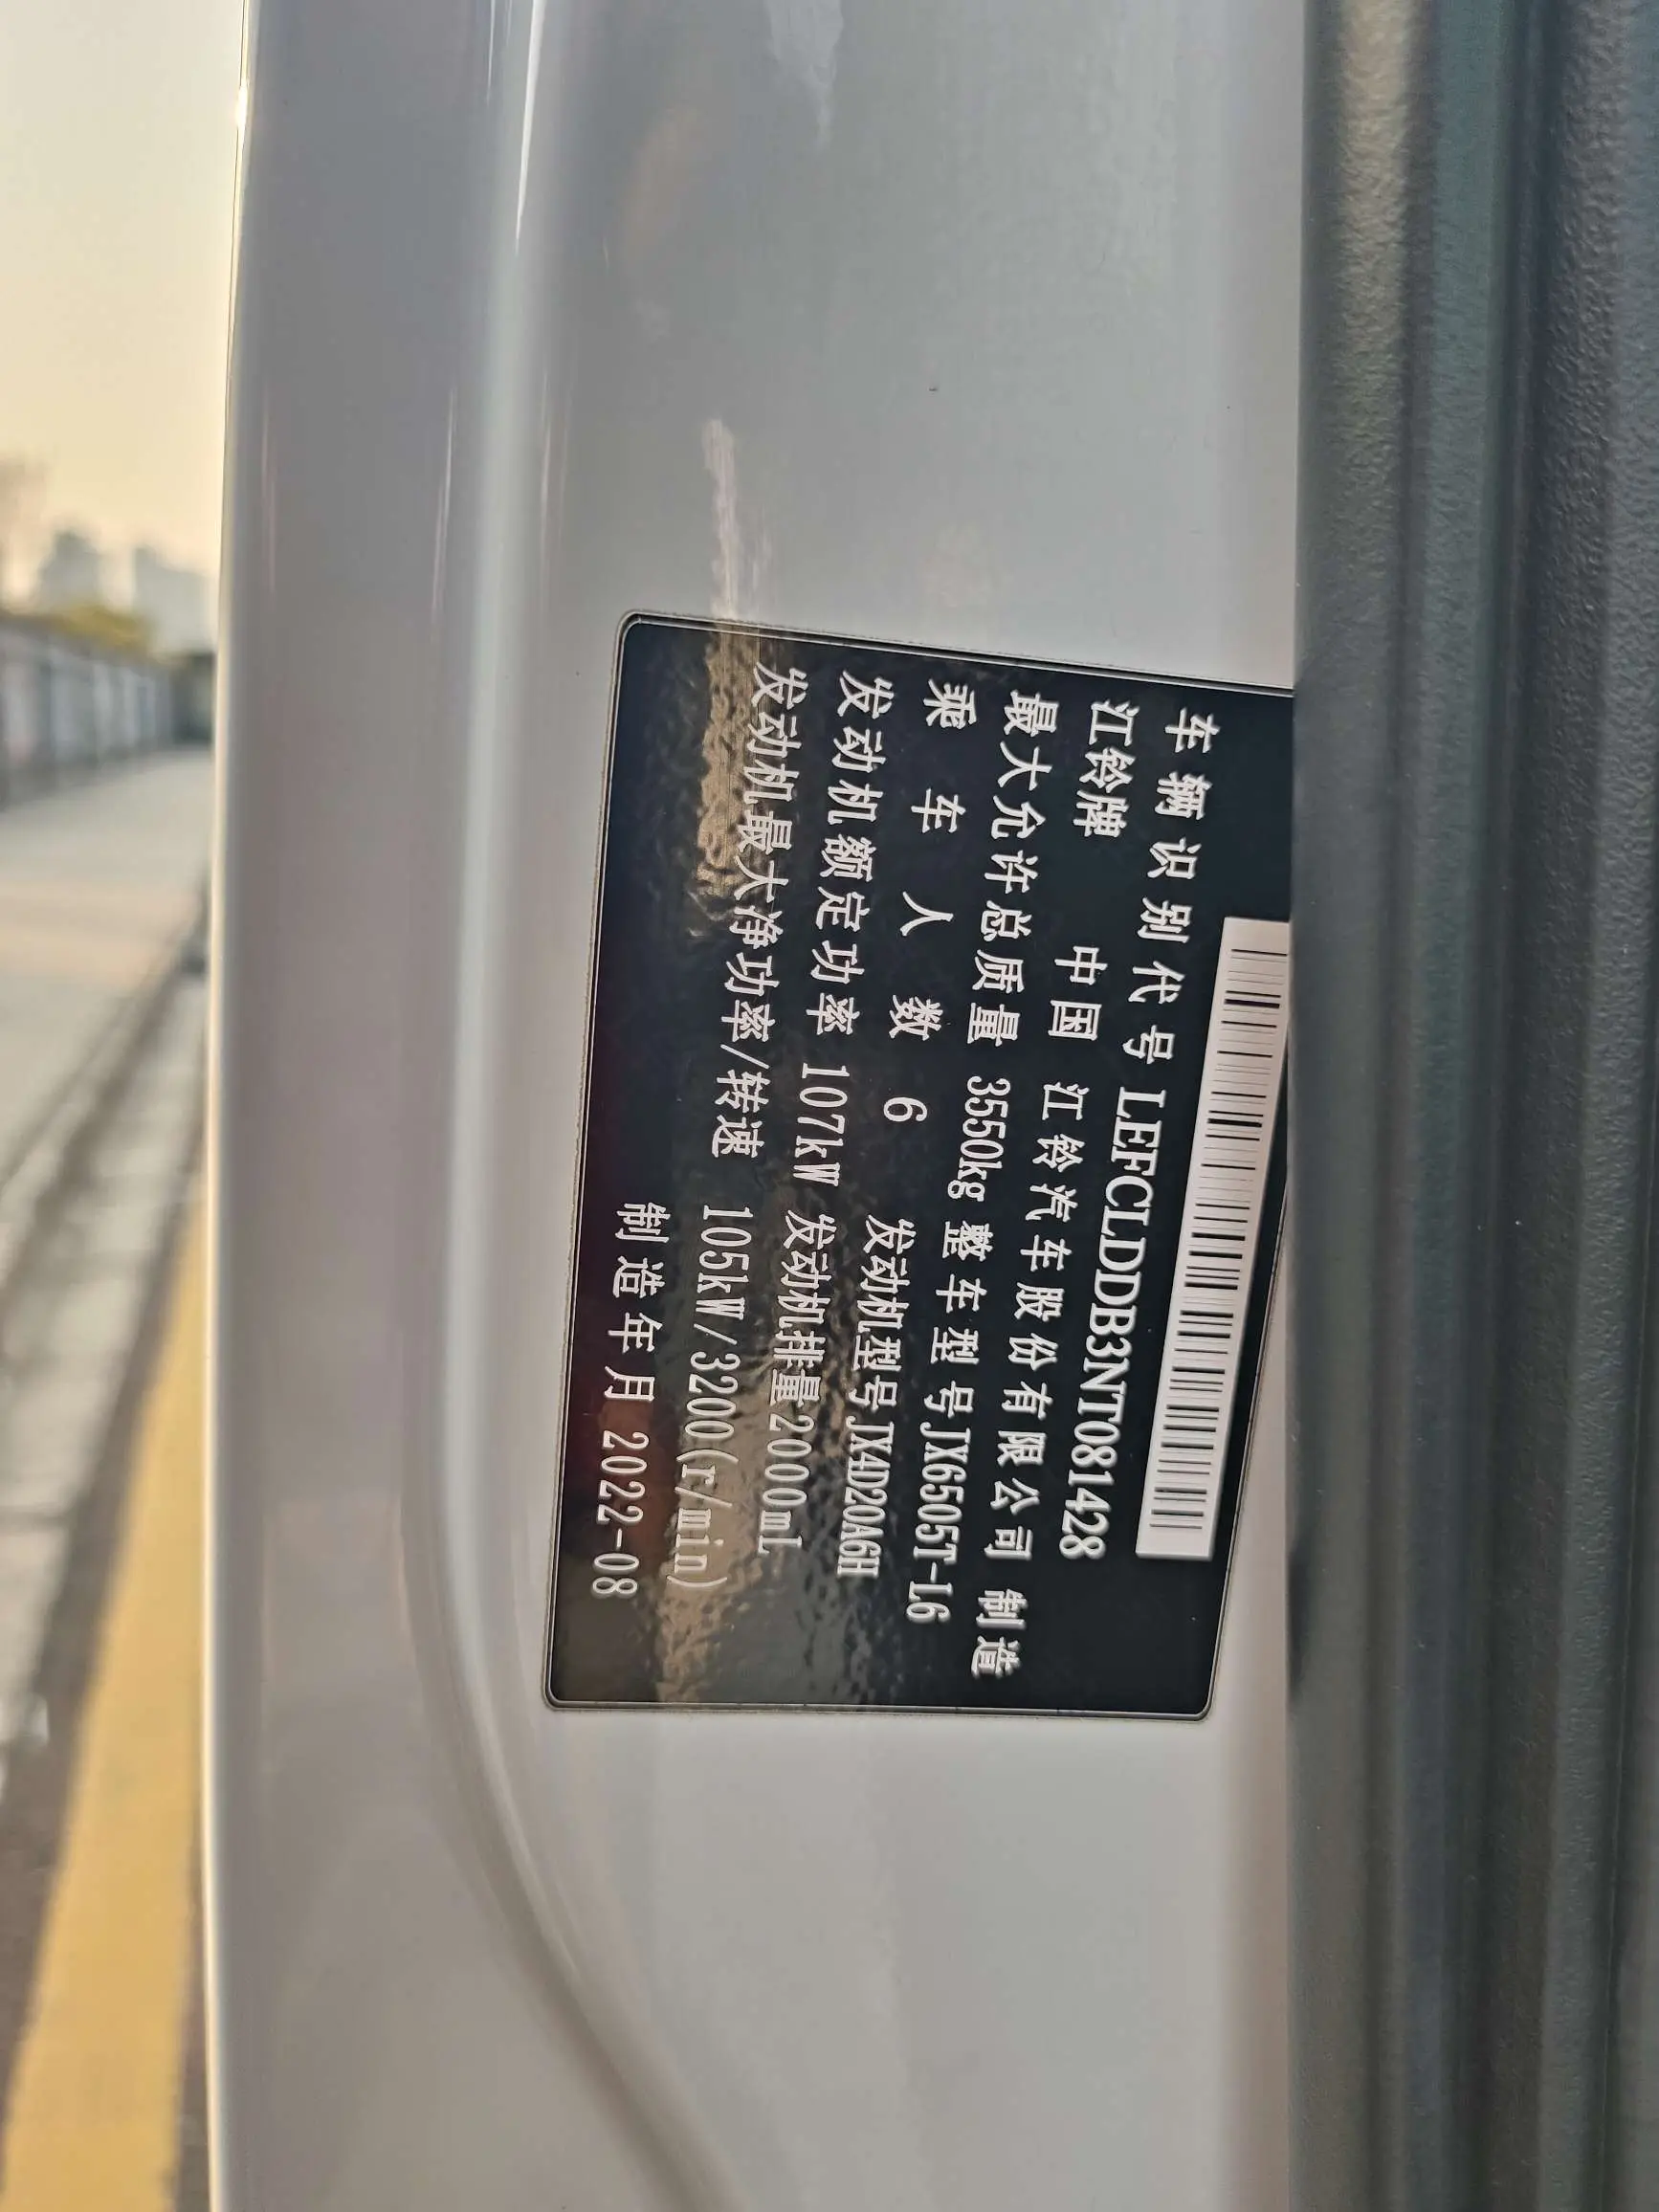 车辆识别代号 LEFCLDDB3NT081428
江铃牌 中国 江铃汽车股份有限公司 制造
最大允许总质量 3550kg 整车型号 JX6505T-L6
乘车人数 6 发动机型号 JX4D20A6H
发动机额定功率 107kW 发动机排量 2000mL
发动机最大净功率/转速 105kW/3200(r/min)
制造年月 2022-08